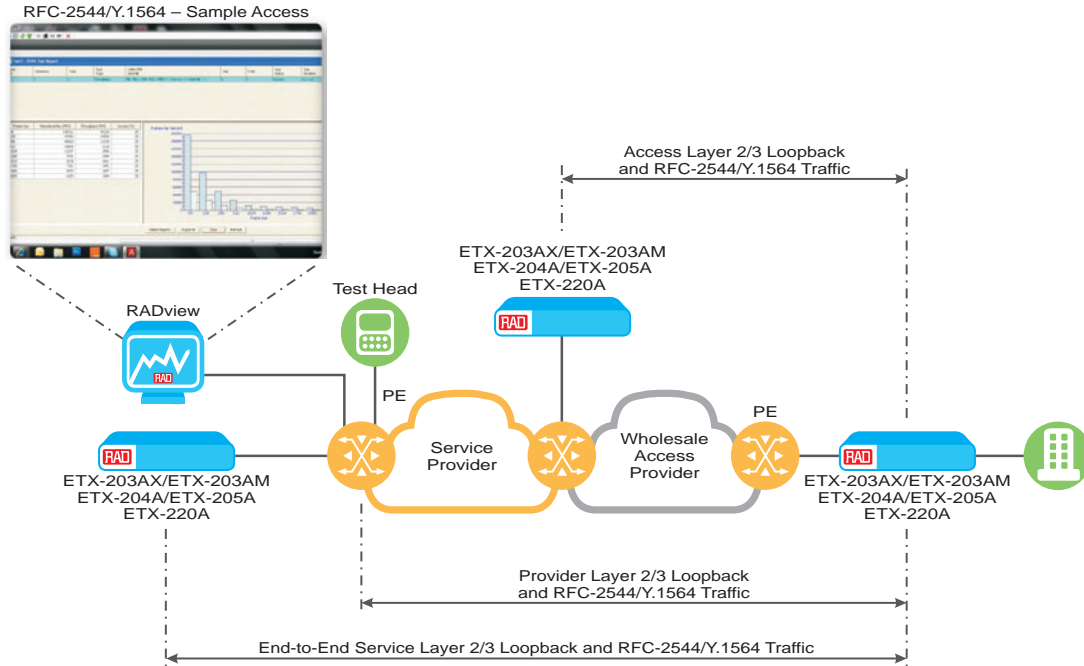 RFC-2544/Y.1564 – Sample Access
Access Layer 2/3 Loopback
and RFC-2544/Y.1564 Traffic
ETX-203AX/ETX-203AM
ETX-204A/ETX-205A
ETX-220A
RAD
RADview
RAD
Test Head
PE
Service
Provider
Wholesale
Access
Provider
PE
RAD
ETX-203AX/ETX-203AM
ETX-204A/ETX-205A
ETX-220A
RAD
ETX-203AX/ETX-203AM
ETX-204A/ETX-205A
ETX-220A
Provider Layer 2/3 Loopback
and RFC-2544/Y.1564 Traffic
End-to-End Service Layer 2/3 Loopback and RFC-2544/Y.1564 Traffic